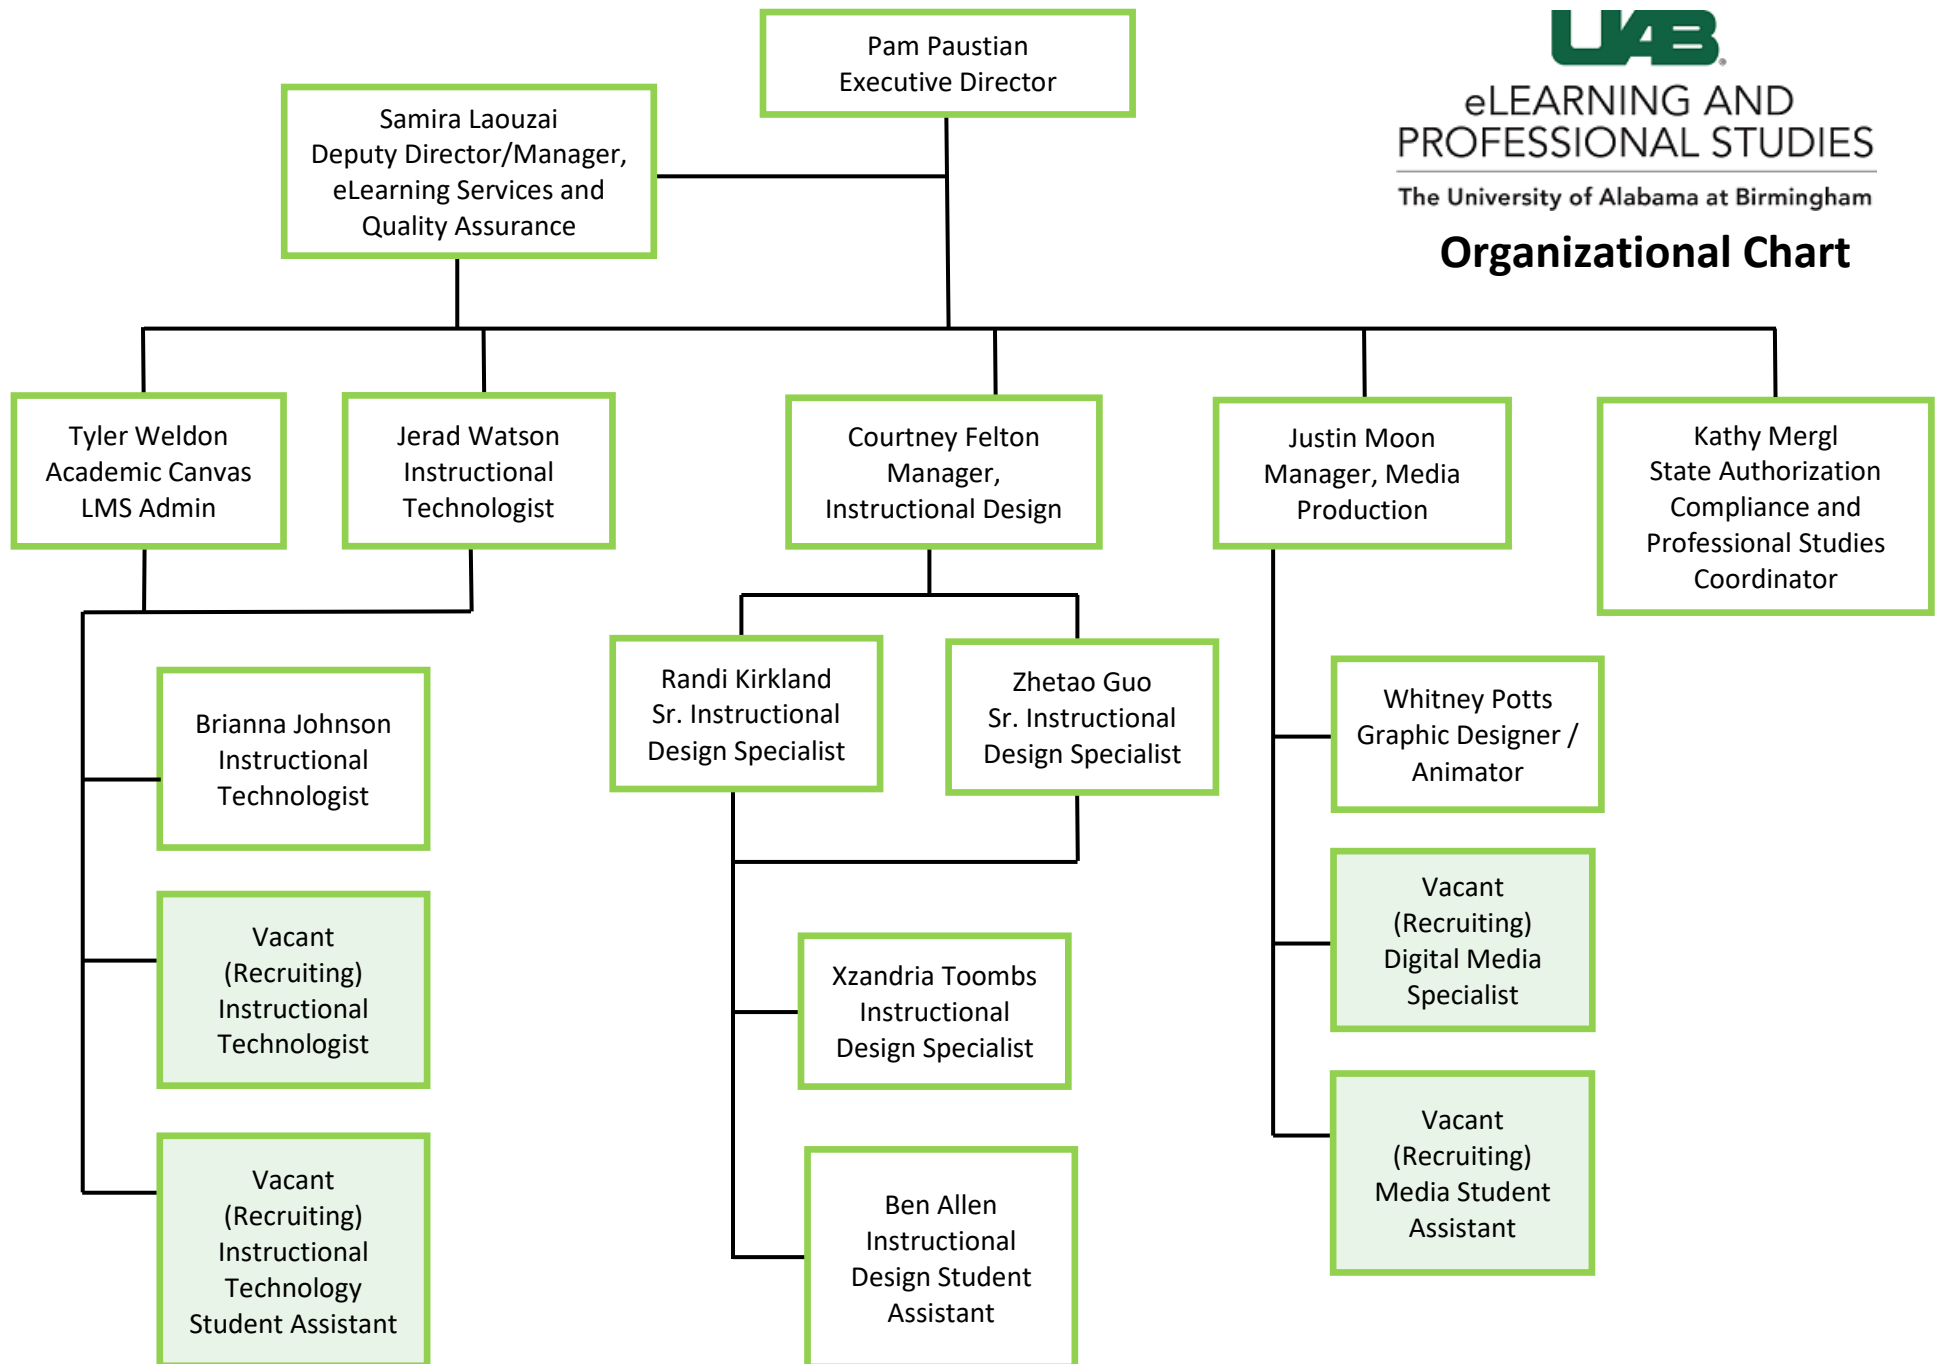 Pam Paustian
Executive Director
Samira Laouzai
Deputy Director/Manager,
eLearning Services and
Quality Assurance
UAB
eLEARNING AND
PROFESSIONAL STUDIES
The University of Alabama at Birmingham
Organizational Chart
Tyler Weldon
Academic Canvas
LMS Admin
Jerad Watson
Instructional
Technologist
Courtney Felton
Manager,
Instructional Design
Justin Moon
Manager, Media
Production
Kathy Mergl
State Authorization
Compliance and
Professional Studies
Coordinator
Brianna Johnson
Instructional
Technologist
Vacant
(Recruiting)
Instructional
Technologist
Vacant
(Recruiting)
Instructional
Technology
Student Assistant
Randi Kirkland
Sr. Instructional
Design Specialist
Zhetao Guo
Sr. Instructional
Design Specialist
Xzandria Toombs
Instructional
Design Specialist
Ben Allen
Instructional
Design Student
Assistant
Whitney Potts
Graphic Designer /
Animator
Vacant
(Recruiting)
Digital Media
Specialist
Vacant
(Recruiting)
Media Student
Assistant